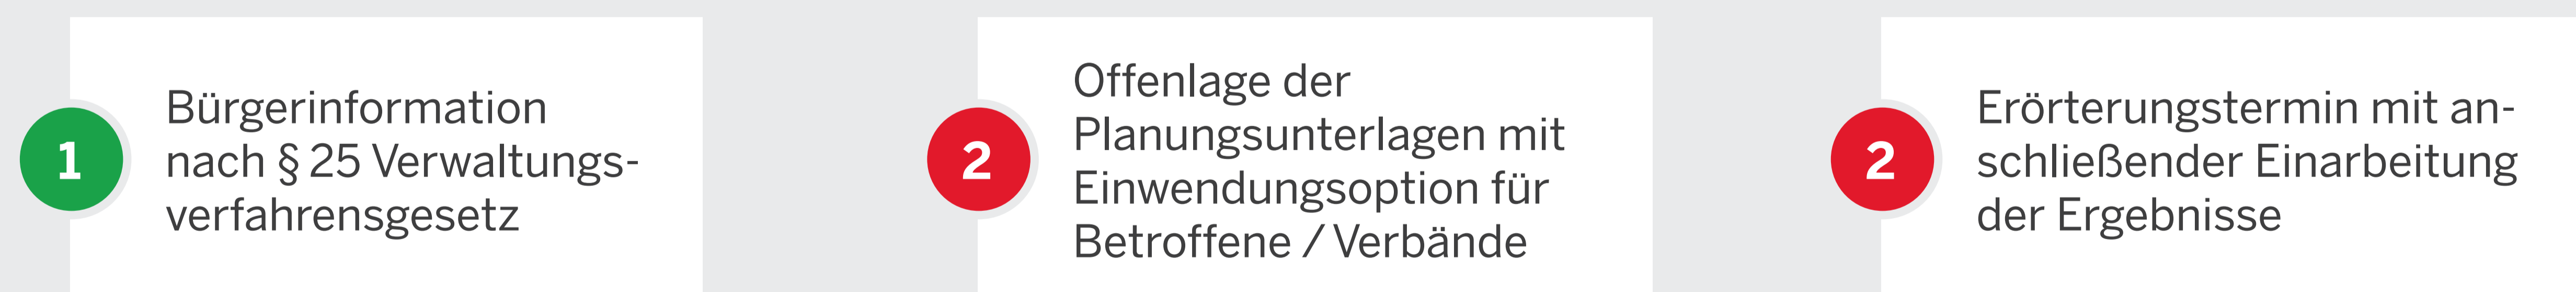 1
Bürgerinformation
nach § 25 Verwaltungs-
verfahrensgesetz
2
Offenlage der
Planungsunterlagen mit
Einwendungsoption für
Betroffene / Verbände
2
Erörterungstermin mit an-
schließender Einarbeitung
der Ergebnisse